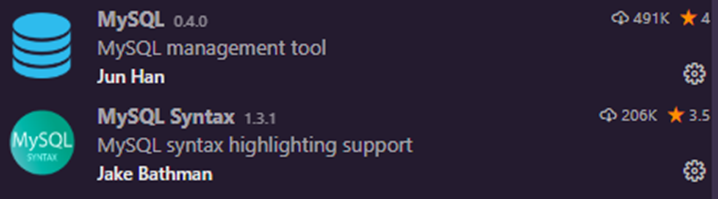 MySQL 0.4.0 491K 4
MySQL management tool
Jun Han
MySQL Syntax 1.3.1 206K 3.5
MySQL
SYNTAX
MySQL syntax highlighting support
Jake Bathman